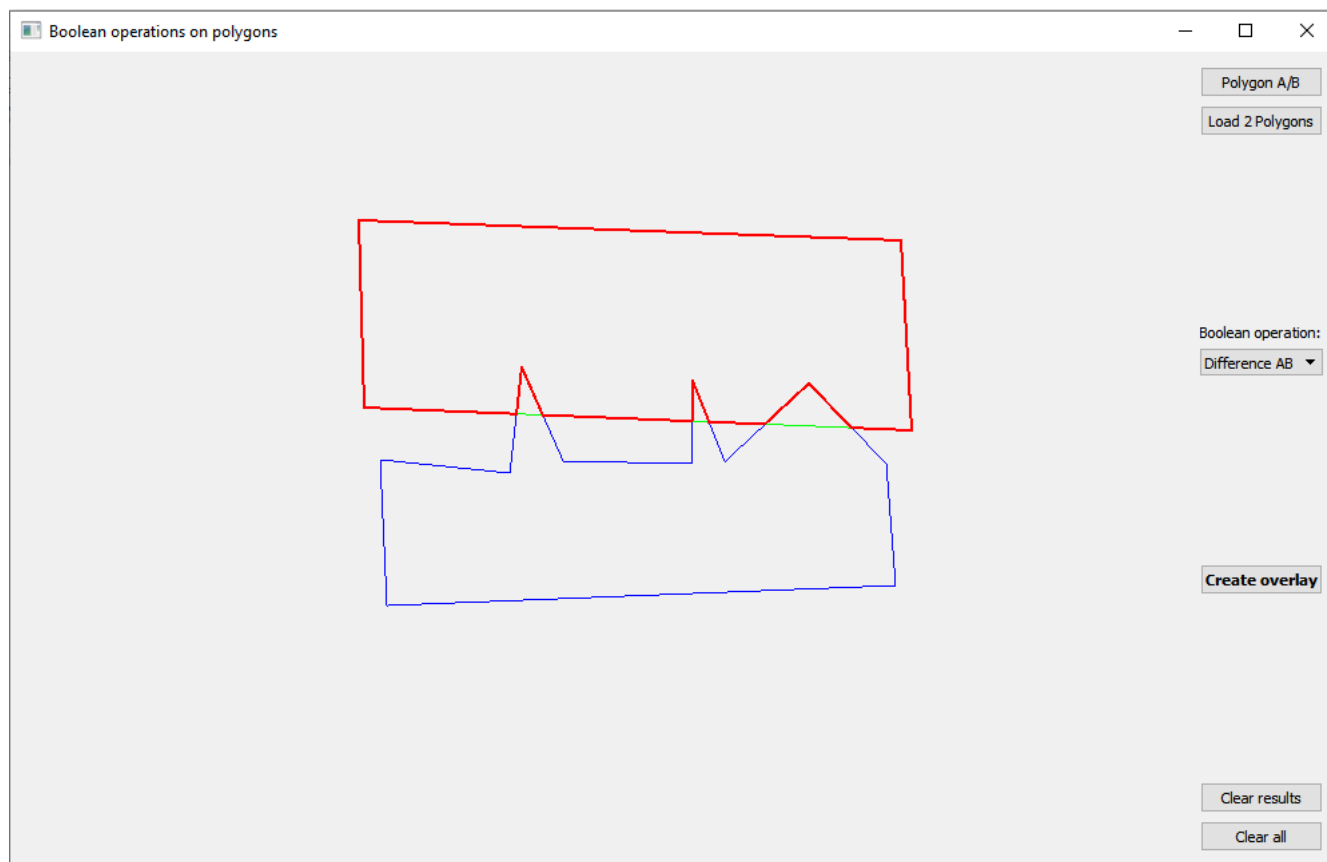 Boolean operations on polygons
Polygon A/B
Load 2 Polygons
Boolean operation:
Difference AB
Create overlay
Clear results
Clear all